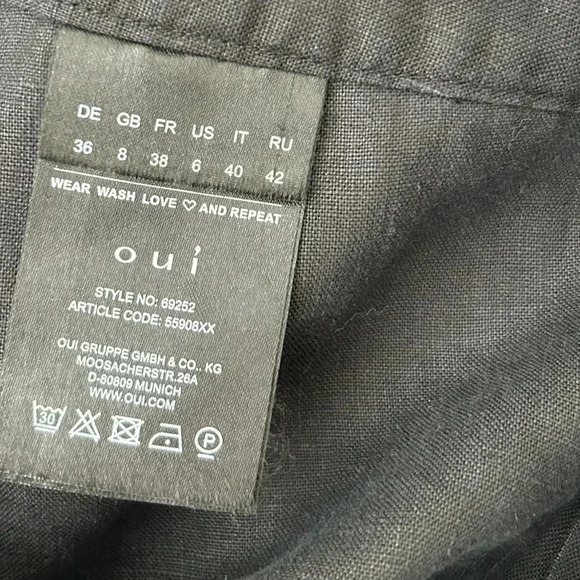 DE GB FR US IT RU
36 8 38 6 40 42
WEAR WASH LOVE ♡ AND REPEAT
oui
STYLE NO: 69252
ARTICLE CODE: 55908XX
OUI GRUPPE GMBH & CO.. KG
MOOSACHERSTR.26A
D-80809 MUNICH
WWW.OUI.COM
30 P